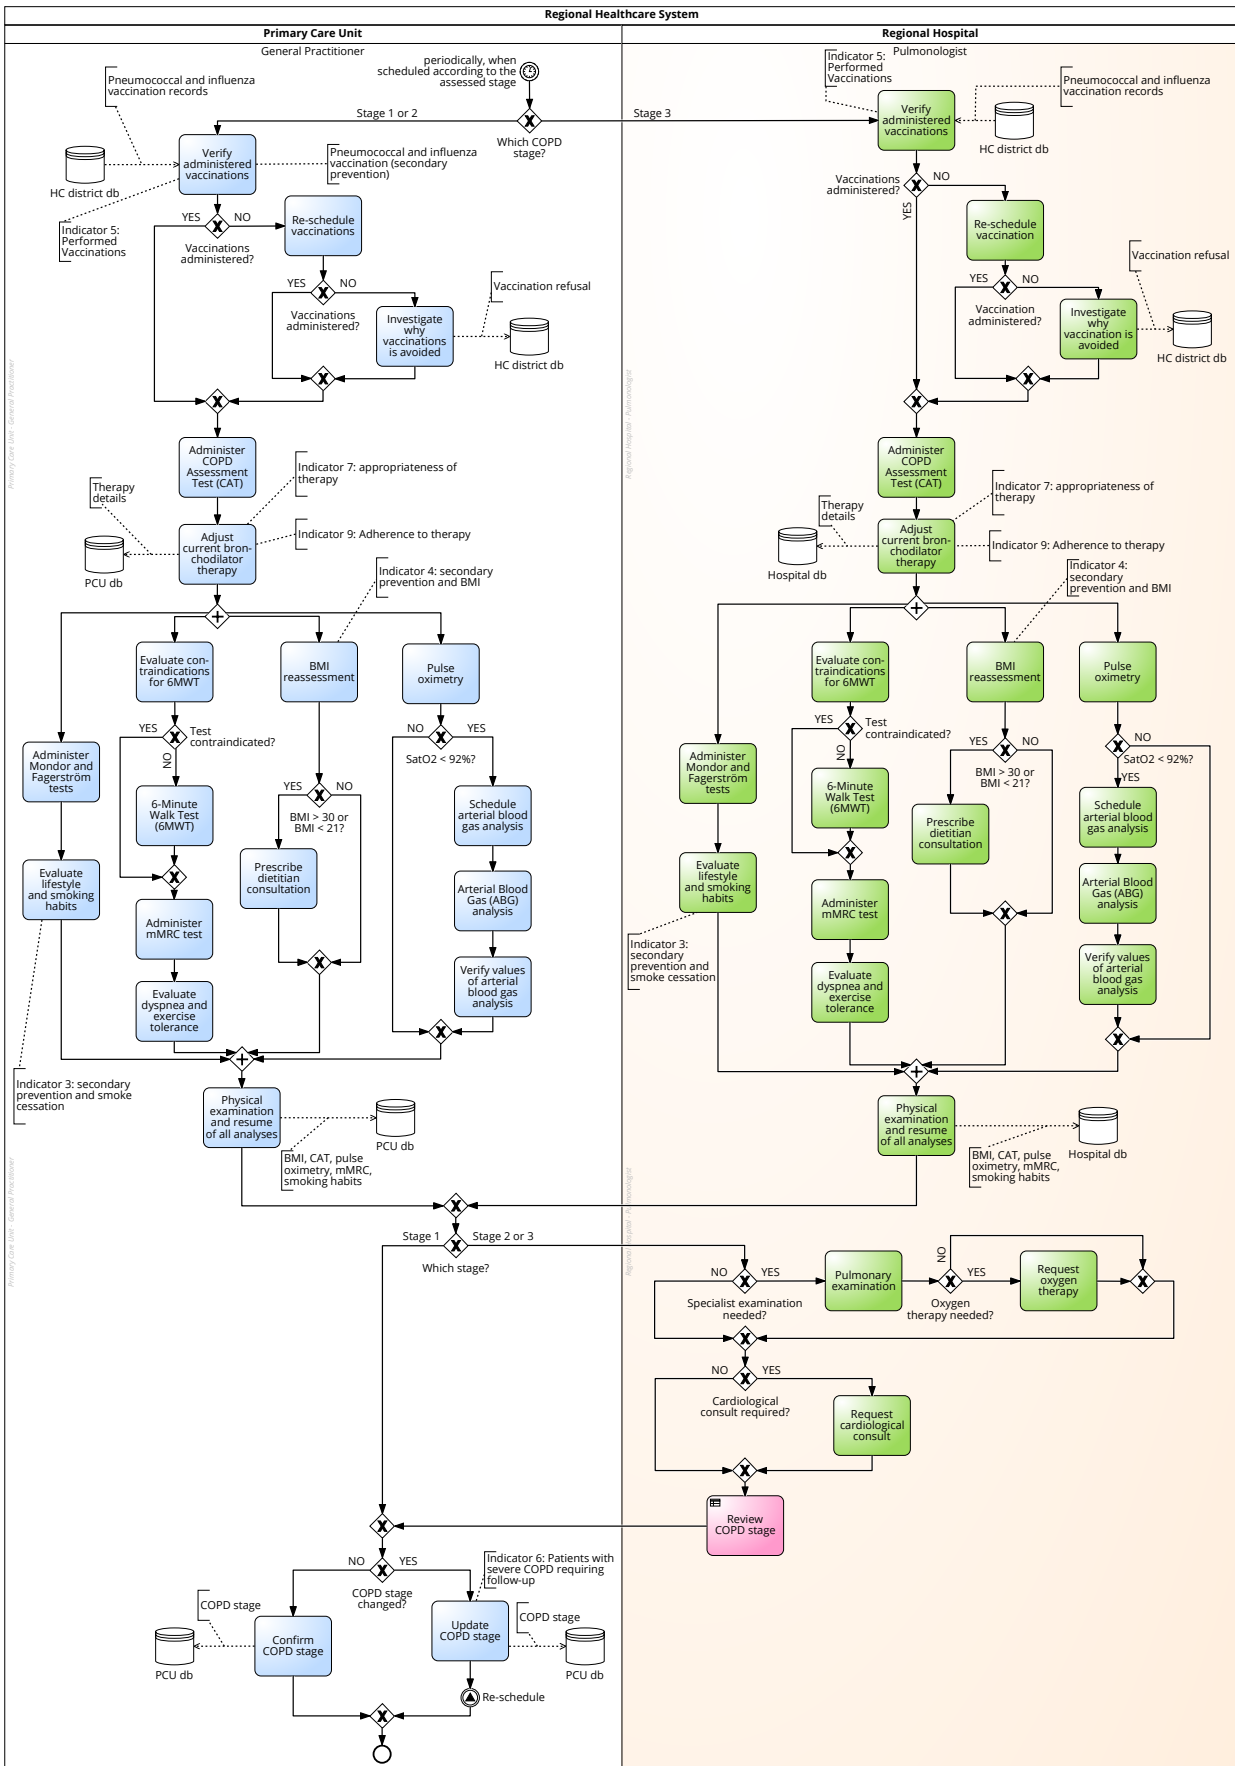 Regional Healthcare System
Primary Care Unit
Regional Hospital
General Practitioner
Pulmonologist
periodically, when
scheduled according to the
assessed stage
Stage 1 or 2
Which COPD
stage?
Stage 3
Pneumococcal and influenza
vaccination records
HC district db
Verify
administered
vaccinations
Pneumococcal and influenza
vaccination (secondary
prevention)
Indicator 5:
Performed
Vaccinations
YES
NO
Vaccinations
administered?
Re-schedule
vaccinations
YES
NO
Vaccinations
administered?
Investigate
why
vaccinations
is avoided
Vaccination refusal
HC district db
Primary Care Unit - General Practitioner
Administer
COPD
Assessment
Test (CAT)
Indicator 7: appropriateness of
therapy
Therapy
details
PCU db
Adjust
current bron-
chodilator
therapy
Indicator 9: Adherence to therapy
Indicator 4: secondary
prevention and BMI
Evaluate con-
traindications
for 6MWT
BMI
reassessment
Pulse
oximetry
YES
Test
contraindicated?
NO
NO
YES
SatO2 < 92%?
Administer
Mondor and
Fagerström
tests
6-Minute
Walk Test
(6MWT)
YES
NO
BMI > 30 or
BMI < 21?
Schedule
arterial blood
gas analysis
Evaluate
lifestyle
and smoking
habits
Prescribe
dietitian
consultation
Arterial Blood
Gas (ABG)
analysis
Administer
mMRC test
Verify values
of arterial
blood gas
analysis
Evaluate
dyspnea and
exercise
tolerance
Indicator 3: secondary
prevention and smoke
cessation
Physical
examination
and resume
of all analyses
PCU db
BMI, CAT, pulse
oximetry, mMRC,
smoking habits
Primary Care Unit - General Practitioner
Indicator 5:
Performed
Vaccinations
Verify
administered
vaccinations
Pneumococcal and influenza
vaccination records
HC district db
Vaccinations
administered?
NO
YES
Re-schedule
vaccination
Vaccination refusal
YES
NO
Vaccination
administered?
Investigate
why
vaccination is
avoided
HC district db
Regional Hospital - Pulmonologist
Administer
COPD
Assessment
Test (CAT)
Indicator 7: appropriateness of
therapy
Therapy
details
Hospital db
Adjust
current bron-
chodilator
therapy
Indicator 9: Adherence to therapy
Indicator 4:
secondary
prevention and BMI
Evaluate con-
traindications
for 6MWT
BMI
reassessment
Pulse
oximetry
YES
Test
contraindicated?
NO
YES
NO
BMI > 30 or
BMI < 21?
NO
SatO2 < 92%?
YES
Administer
Mondor and
Fagerström
tests
6-Minute
Walk Test
(6MWT)
Prescribe
dietitian
consultation
Schedule
arterial blood
gas analysis
Evaluate
lifestyle
and smoking
habits
Administer
mMRC test
Arterial Blood
Gas (ABG)
analysis
Indicator 3:
secondary
prevention and
smoke cessation
Evaluate
dyspnea and
exercise
tolerance
Verify values
of arterial
blood gas
analysis
Physical
examination
and resume
of all analyses
Hospital db
BMI, CAT, pulse
oximetry, mMRC,
smoking habits
Regional Hospital - Pulmonologist
Stage 1
Stage 2 or 3
Which stage?
NO
YES
Specialist examination
needed?
Pulmonary
examination
NO
YES
Oxygen
therapy needed?
Request
oxygen
therapy
NO
YES
Cardiological
consult required?
Request
cardiological
consult
Review
COPD stage
NO
YES
COPD stage
changed?
Indicator 6: Patients with
severe COPD requiring
follow-up
COPD stage
PCU db
Confirm
COPD stage
Update
COPD stage
COPD stage
PCU db
Re-schedule